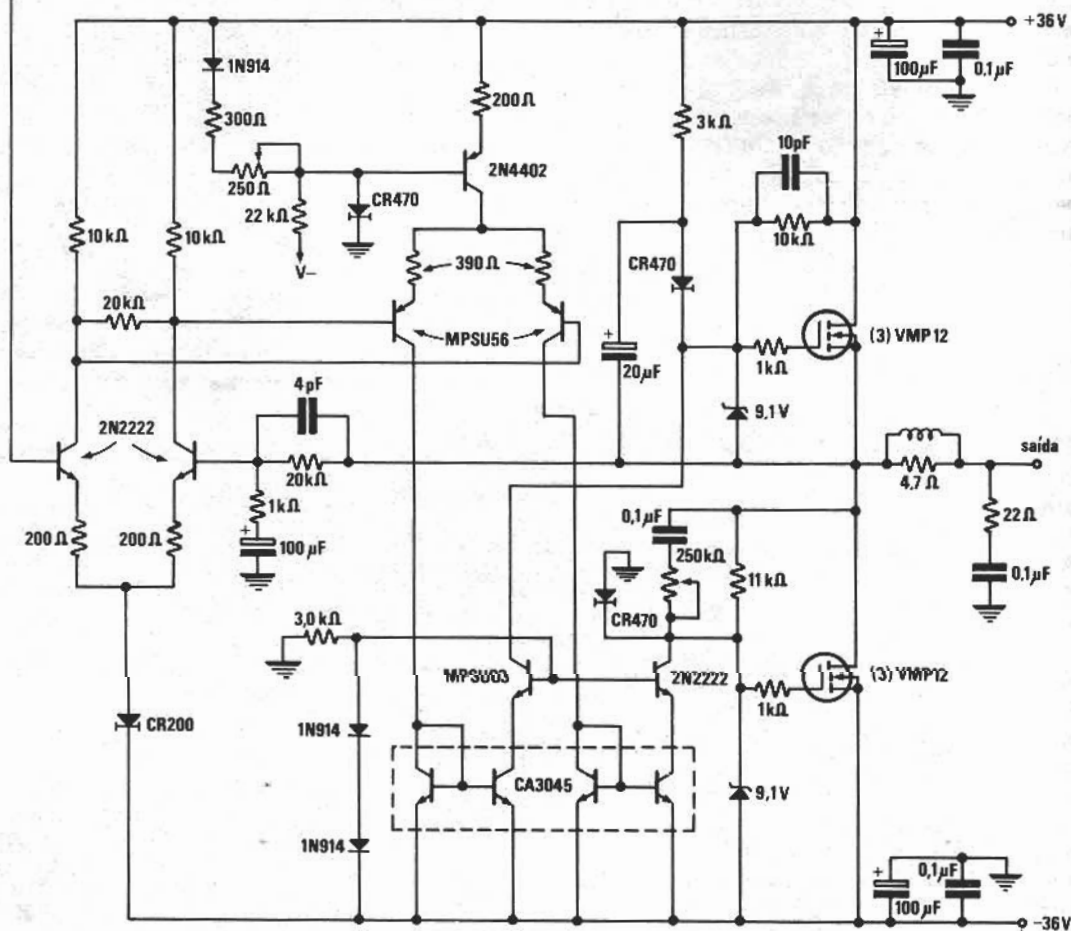 +36V
1N914
100µF
0,1µF
200Ω
300Ω
3kΩ
10pF
2N4402
250Ω
CR470
22kΩ
V–
10kΩ
10kΩ
10kΩ
390Ω
CR470
20kΩ
MPSU56
(3) VMP12
1kΩ
20µF
4pF
9,1V
2N2222
saída
20kΩ
4,7Ω
1kΩ
200Ω
200Ω
100µF
0,1µF
22Ω
250kΩ
11kΩ
0,1µF
CR470
3,0kΩ
MPSU03
2N2222
(3) VMP12
1kΩ
CR200
1N914
CA3045
9,1V
1N914
0,1µF
100µF
–36V
+
+
+
+